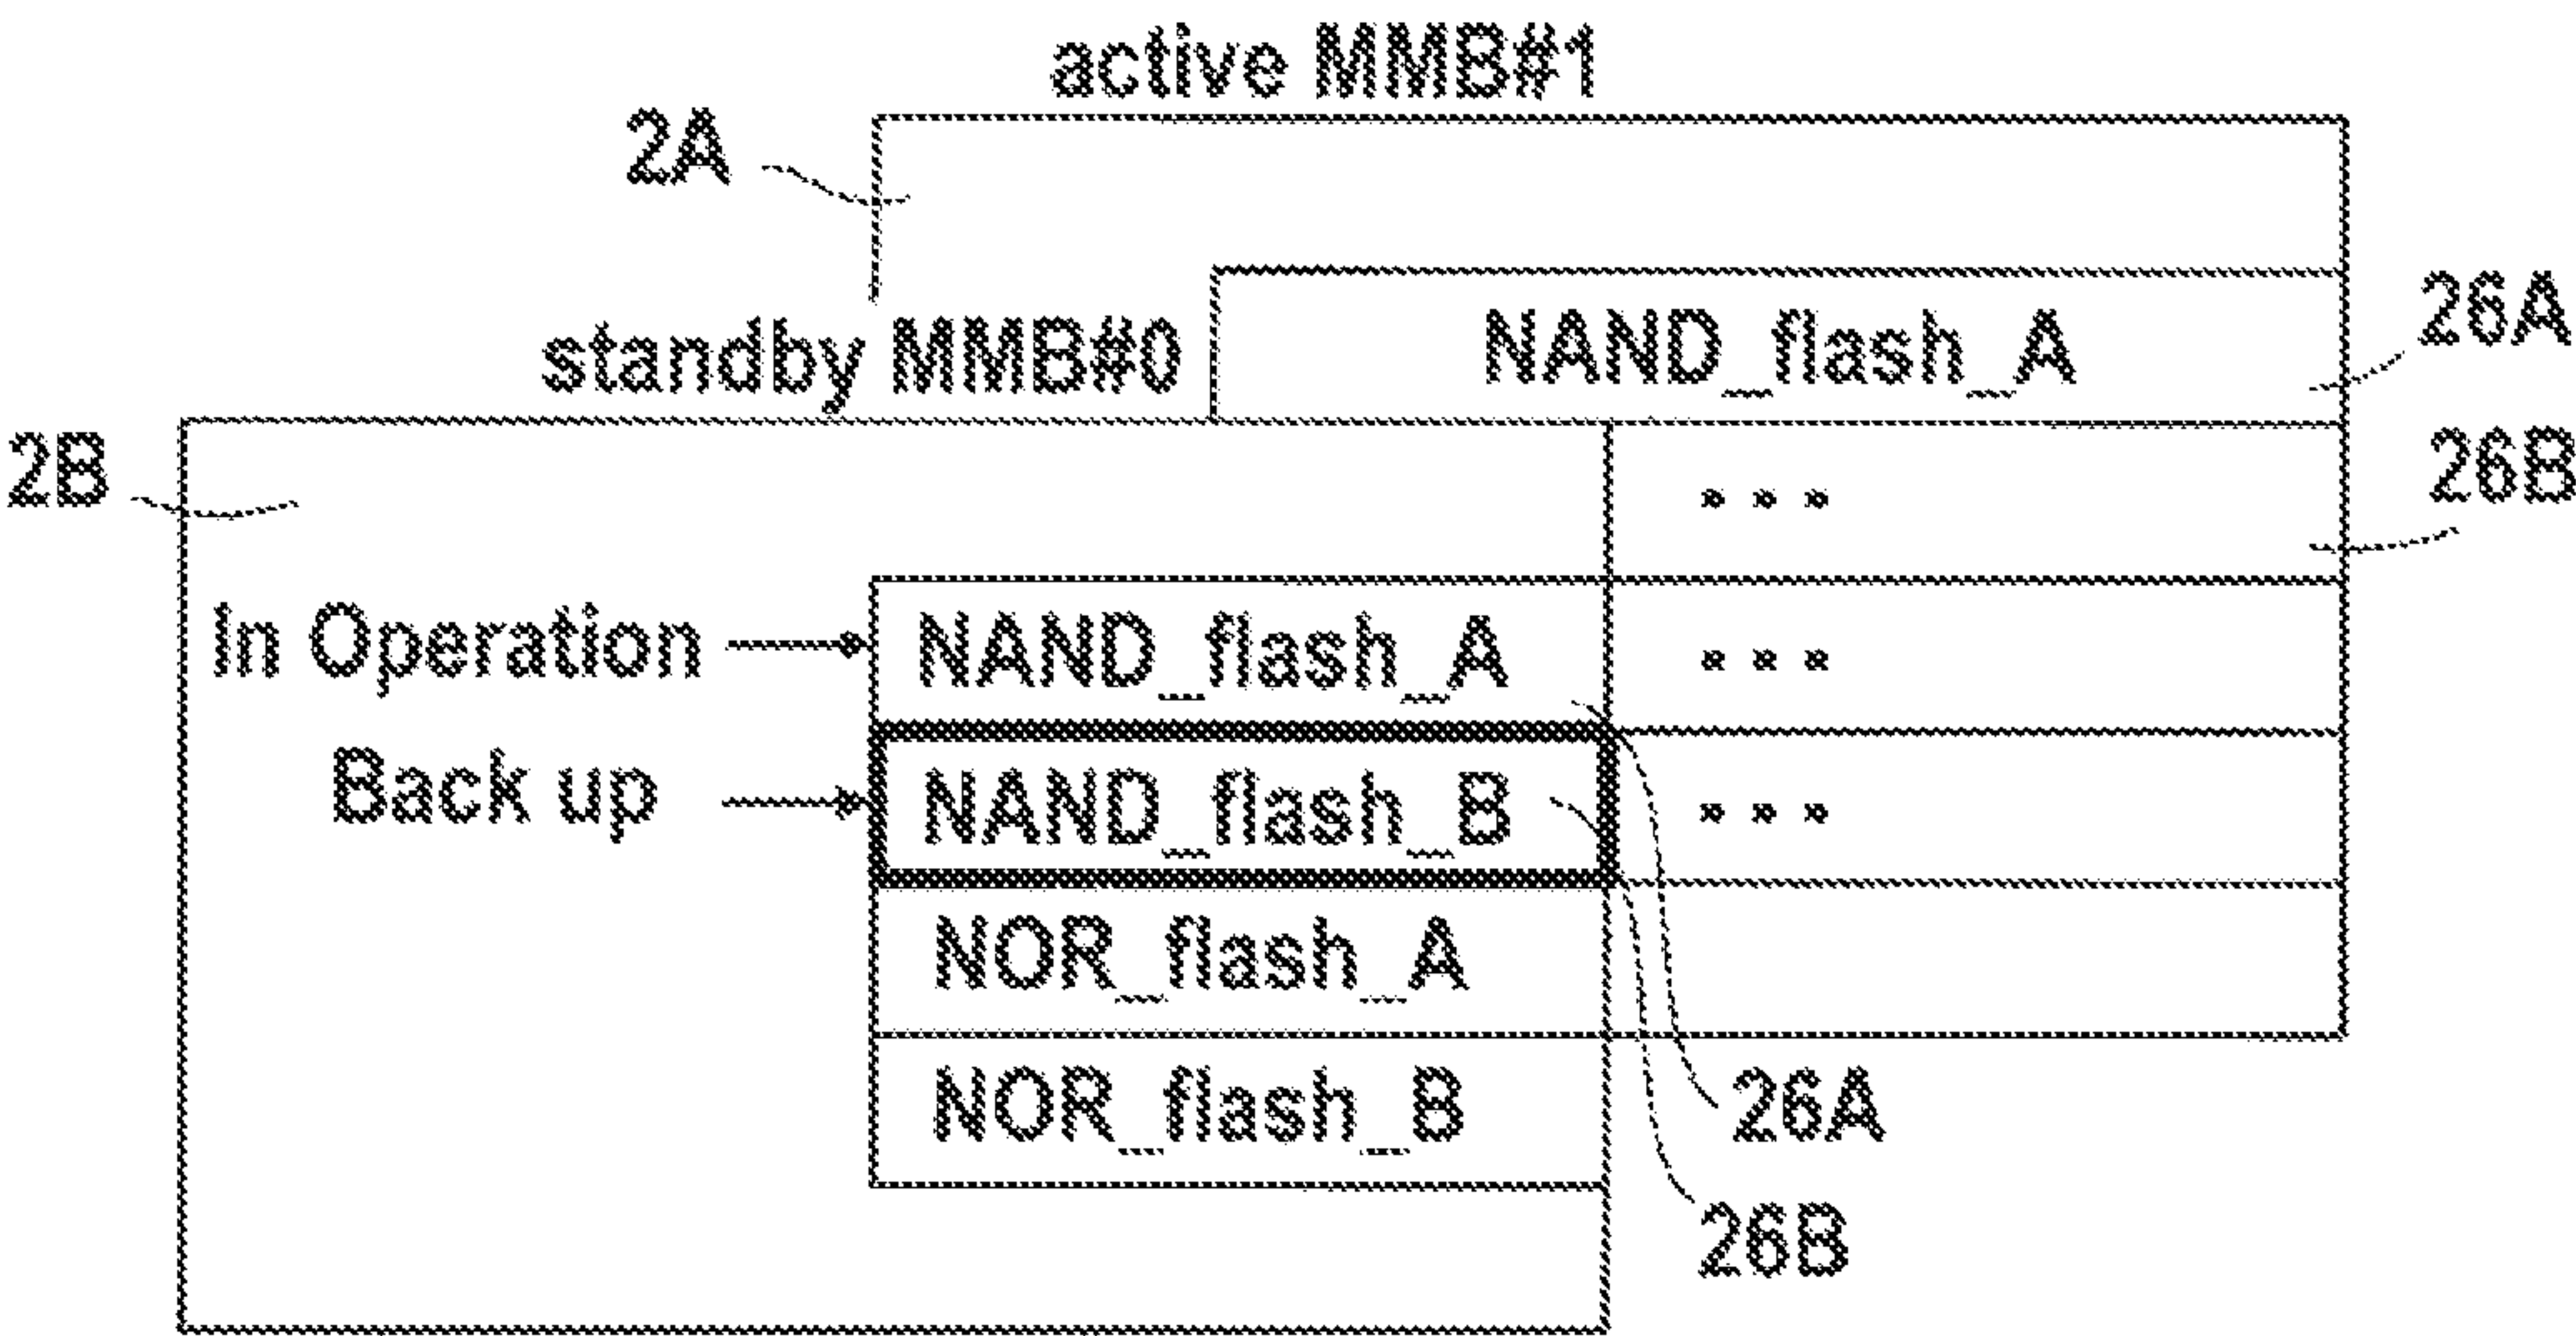 active MMB#1
2A
standby MMB#0
NAND_flash_A
26A
2B
...
26B
In Operation
NAND_flash_A
...
Back up
NAND_flash_B
...
NOR_flash_A
NOR_flash_B
26A
26B